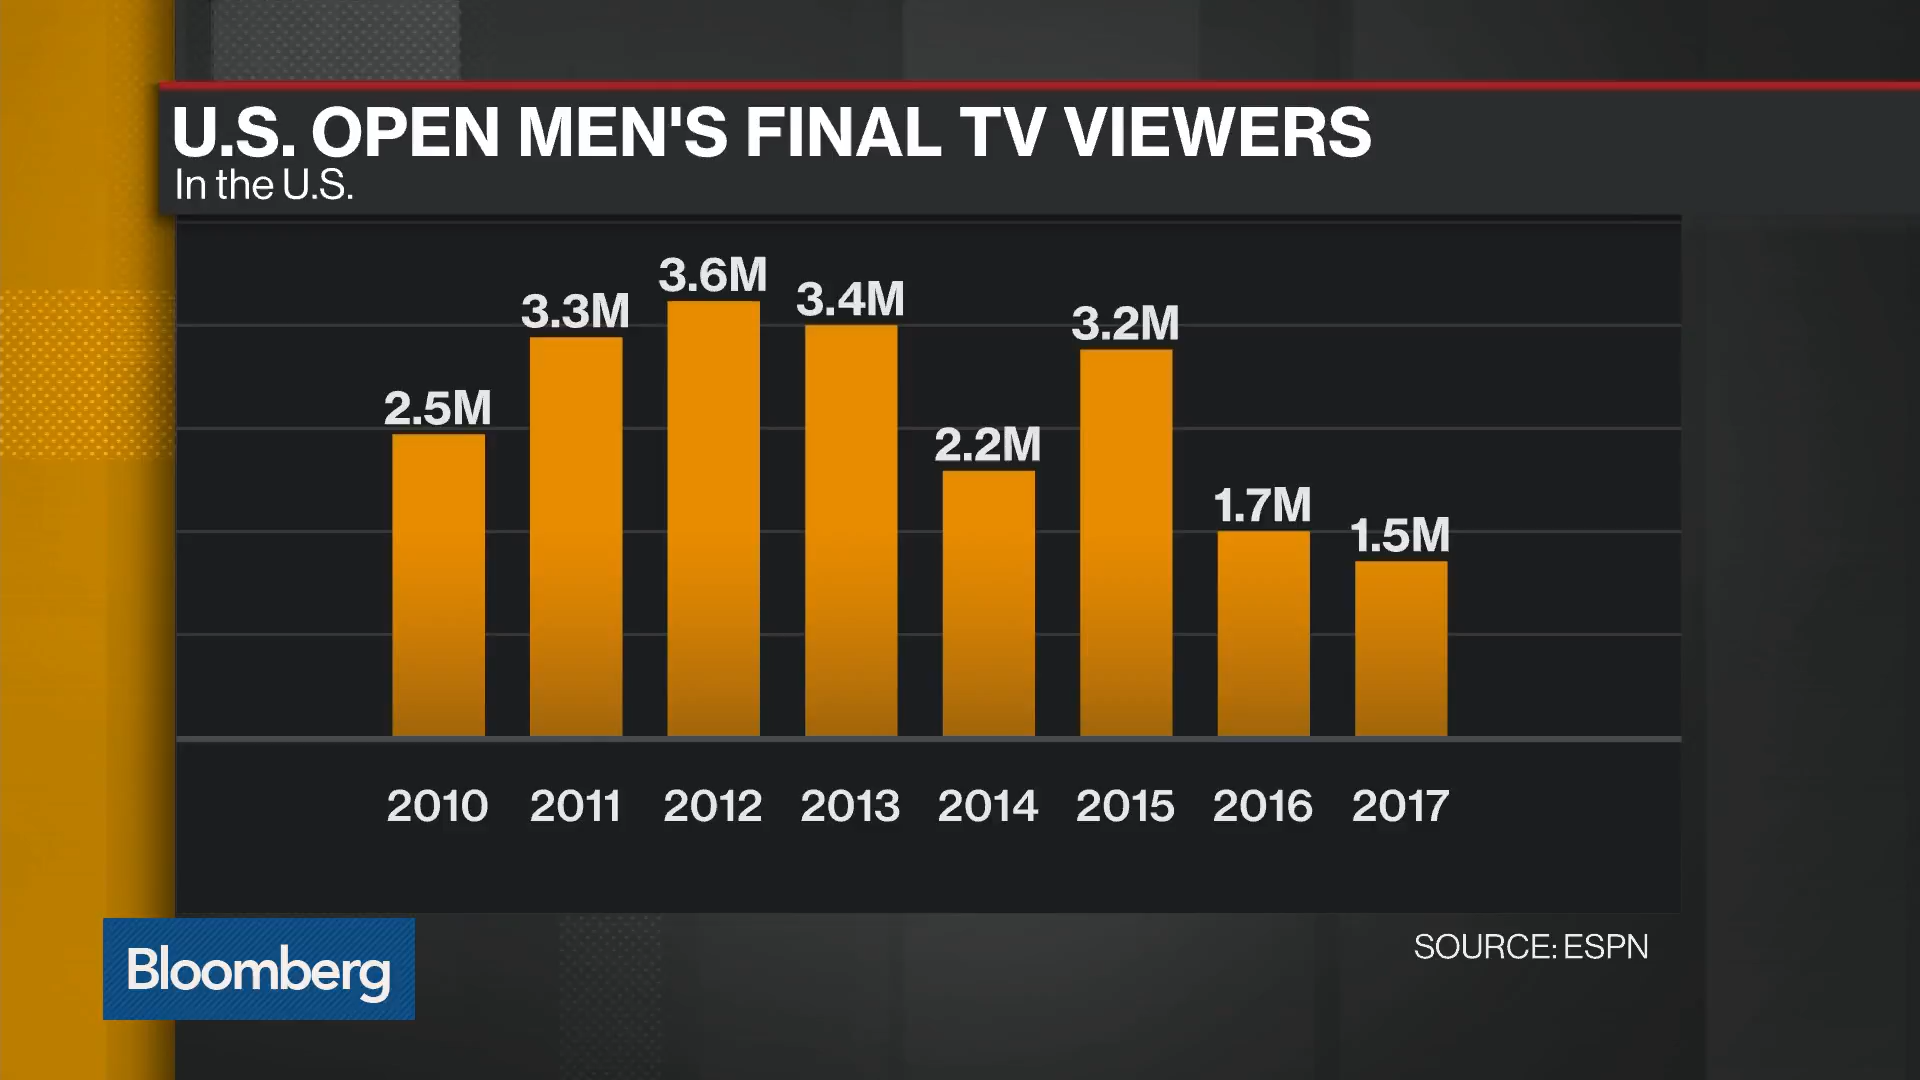 U.S. OPEN MEN'S FINAL TV VIEWERS
In the U.S.
2.5M
3.3M
3.6M
3.4M
2.2M
3.2M
1.7M
1.5M
2010 2011 2012 2013 2014 2015 2016 2017
SOURCE: ESPN
Bloomberg